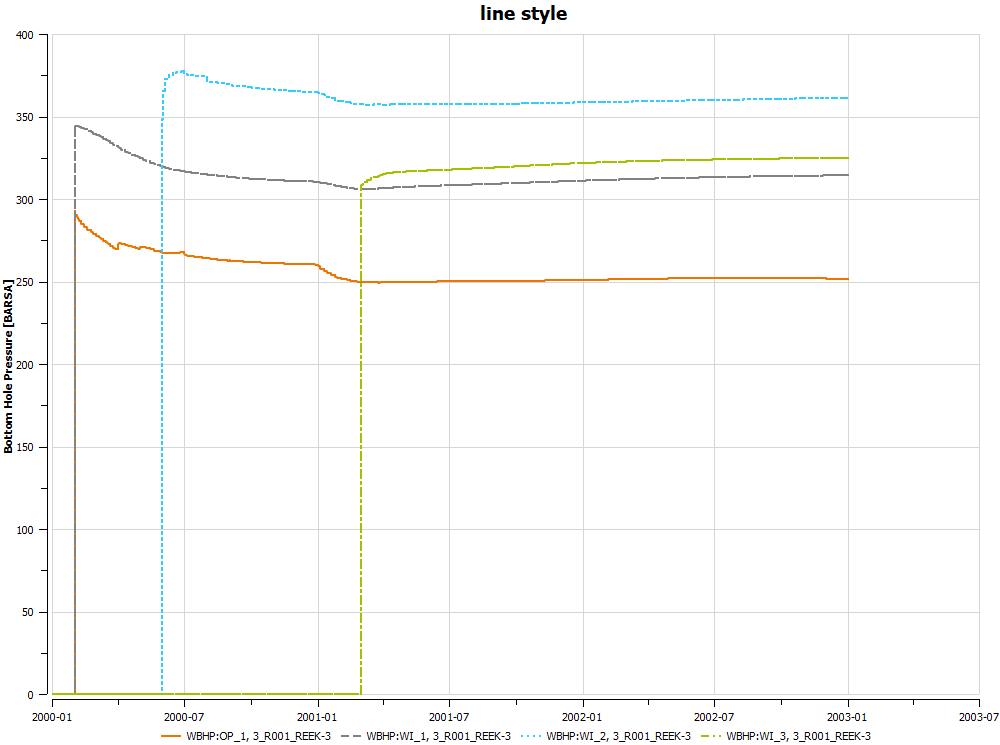 line style
400
350
300
250
200
150
100
50
0
Bottom Hole Pressure [BARSA]
2000-01 2000-07 2001-01 2001-07 2002-01 2002-07 2003-01 2003-07
WBHP:OP_1, 3_R001_REEK-3 WBHP:WI_1, 3_R001_REEK-3 WBHP:WI_2, 3_R001_REEK-3 WBHP:WI_3, 3_R001_REEK-3